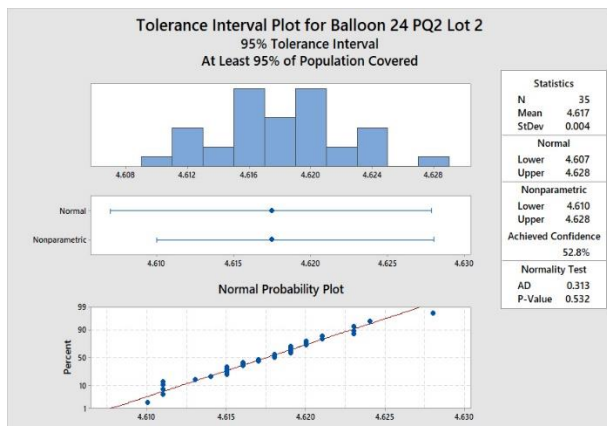 Tolerance Interval Plot for Balloon 24 PQ2 Lot 2
95% Tolerance Interval
At Least 95% of Population Covered
4.608 4.612 4.616 4.620 4.624 4.628
Normal
Nonparametric
4.610 4.615 4.620 4.625 4.630
Normal Probability Plot
Percent
99
90
50
10
1
4.610 4.615 4.620 4.625 4.630
Statistics
N 35
Mean 4.617
StDev 0.004
Normal
Lower 4.607
Upper 4.628
Nonparametric
Lower 4.610
Upper 4.628
Achieved Confidence
52.8%
Normality Test
AD 0.313
P-Value 0.532